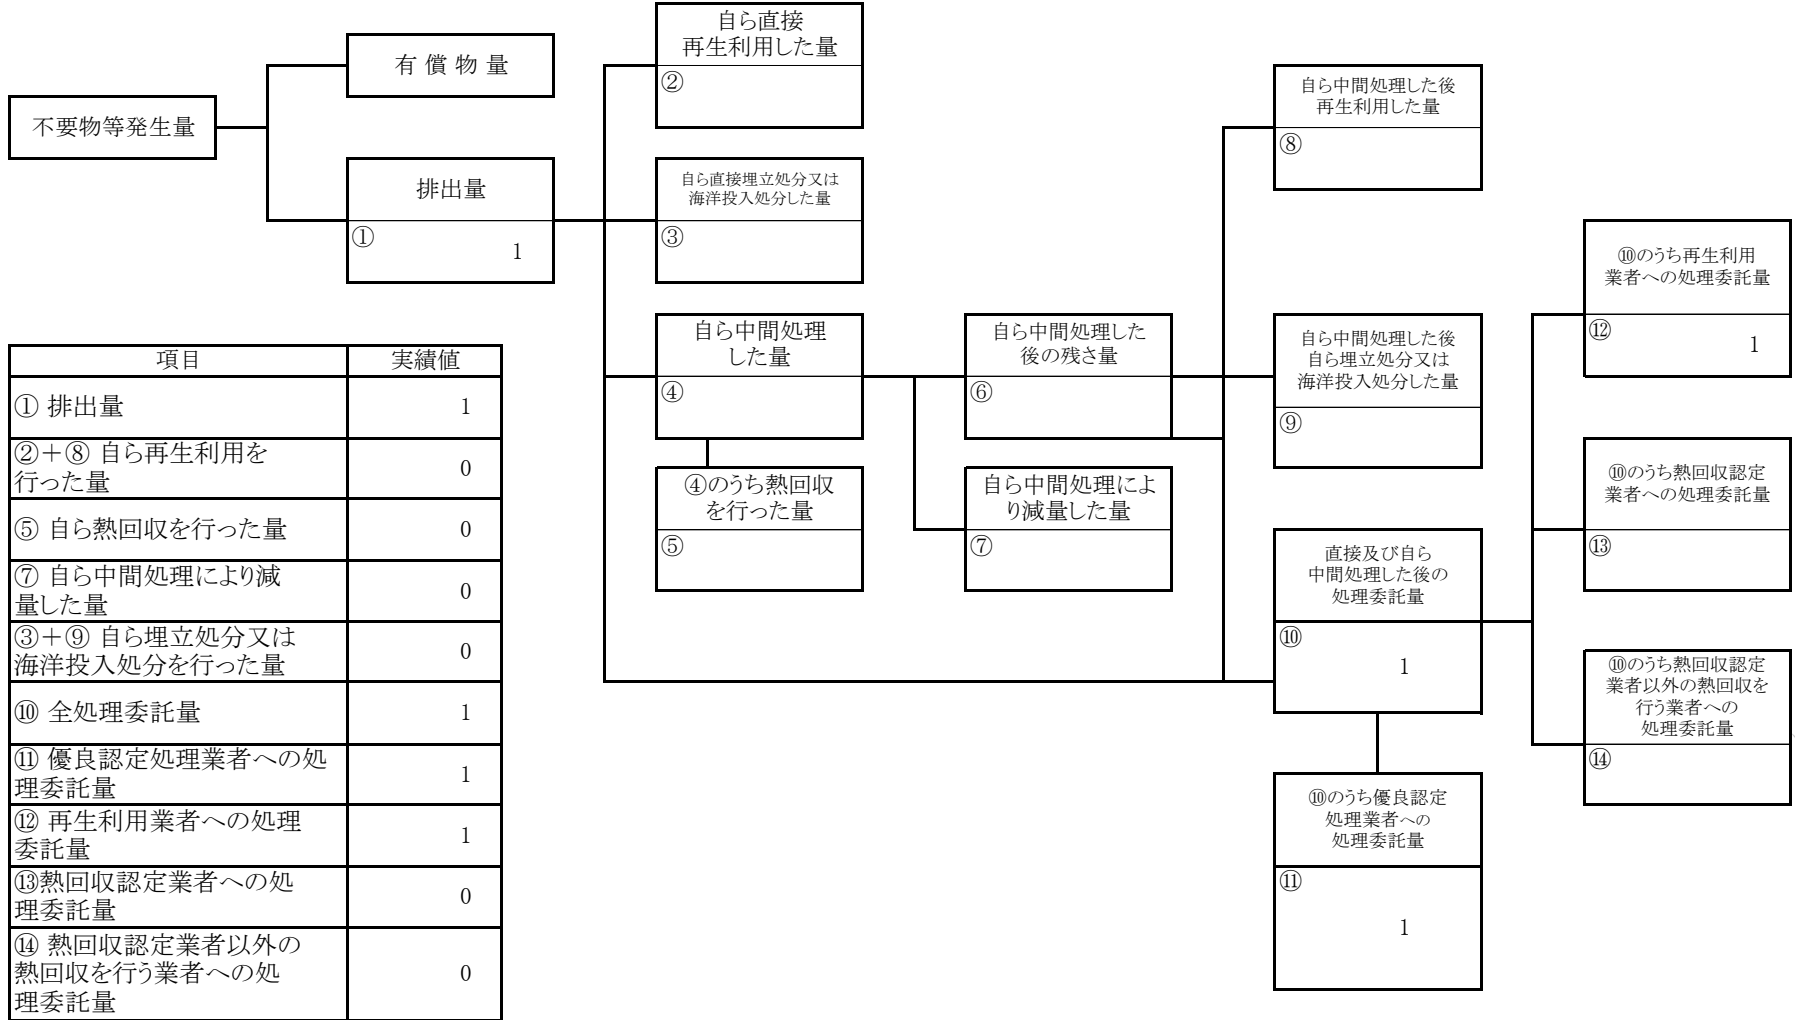 不要物等発生量
有 償 物 量
排出量
①
1
自ら直接
再生利用した量
②
自ら直接埋立処分又は
海洋投入処分した量
③
自ら中間処理
した量
④
④のうち熱回収
を行った量
⑤
自ら中間処理した
後の残さ量
⑥
自ら中間処理によ
り減量した量
⑦
自ら中間処理した後
再生利用した量
⑧
自ら中間処理した後
自ら埋立処分又は
海洋投入処分した量
⑨
直接及び自ら
中間処理した後の
処理委託量
⑩
1
⑩のうち優良認定
処理業者への
処理委託量
⑪
1
⑩のうち再生利用
業者への処理委託量
⑫
1
⑩のうち熱回収認定
業者への処理委託量
⑬
⑩のうち熱回収認定
業者以外の熱回収を
行う業者への
処理委託量
⑭
項目 実績値
① 排出量 1
②＋⑧ 自ら再生利用を
行った量 0
⑤ 自ら熱回収を行った量 0
⑦ 自ら中間処理により減
量した量 0
③＋⑨ 自ら埋立処分又は
海洋投入処分を行った量 0
⑩ 全処理委託量 1
⑪ 優良認定処理業者への処
理委託量 1
⑫ 再生利用業者への処理
委託量 1
⑬熱回収認定業者への処
理委託量 0
⑭ 熱回収認定業者以外の
熱回収を行う業者への処
理委託量 0